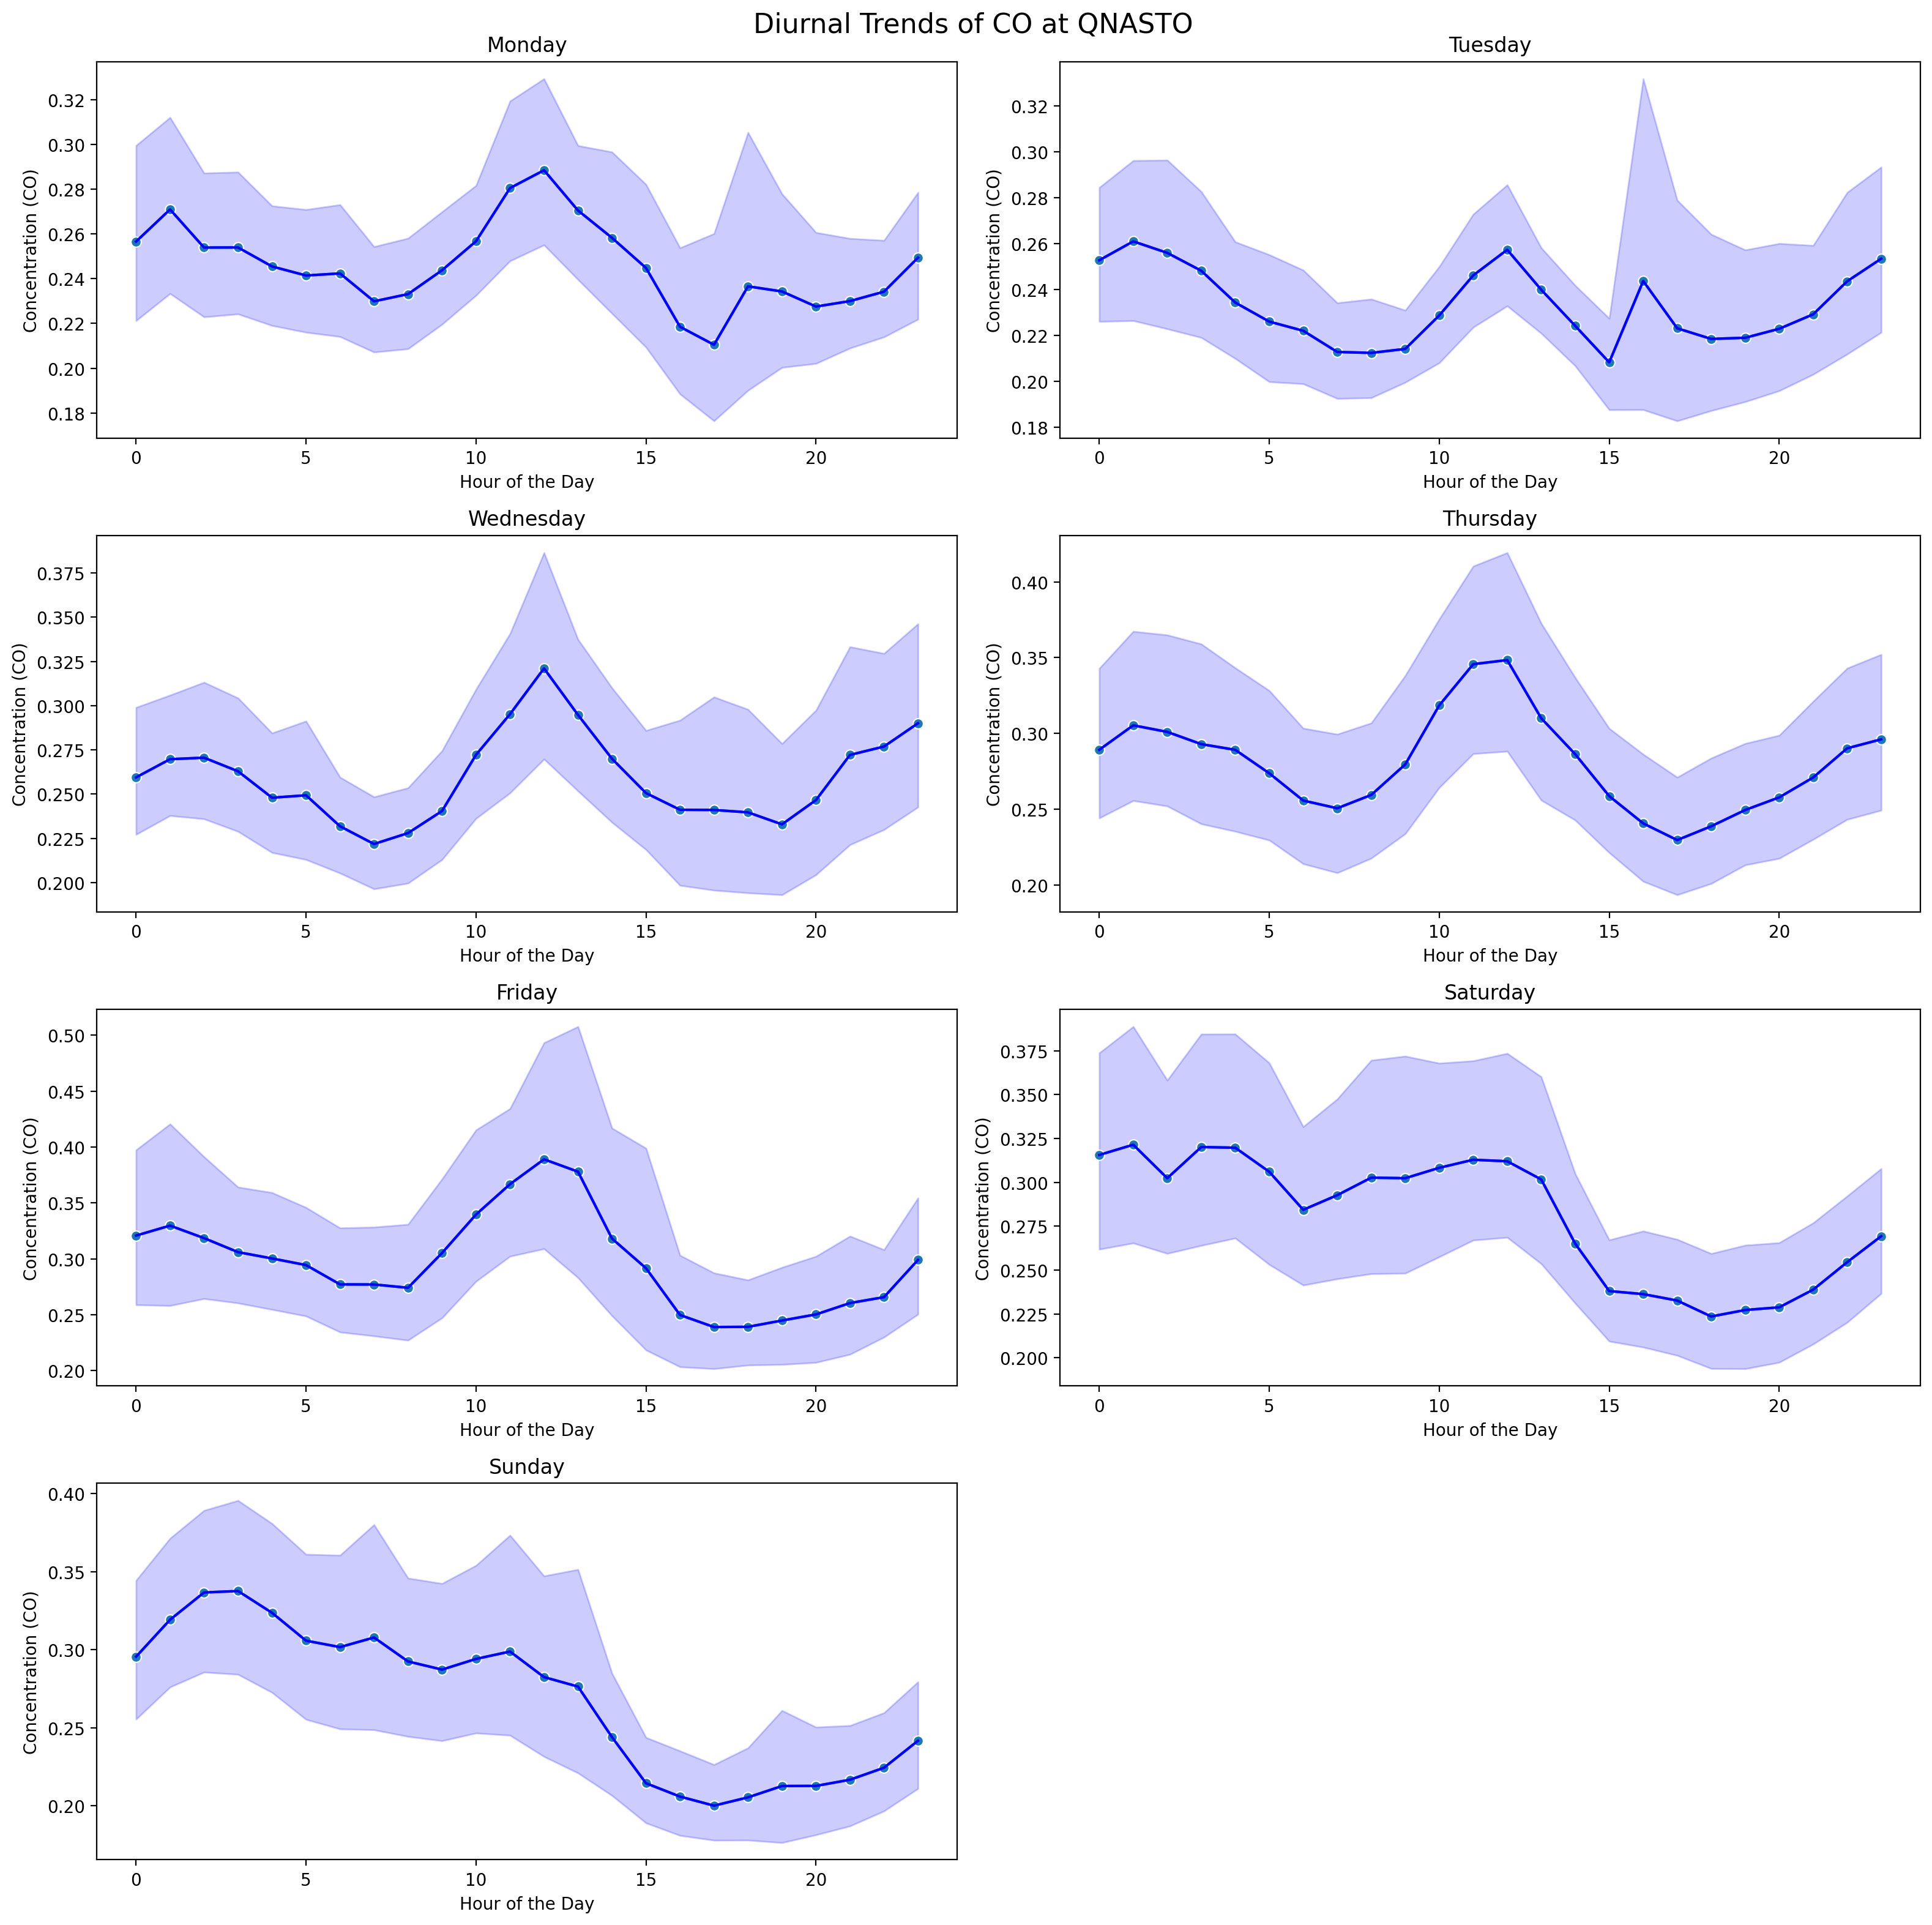 Diurnal Trends of CO at QNASTO
Monday
Concentration (CO)
0.32
0.30
0.28
0.26
0.24
0.22
0.20
0.18
0 5 10 15 20
Hour of the Day
Tuesday
Concentration (CO)
0.32
0.30
0.28
0.26
0.24
0.22
0.20
0.18
0 5 10 15 20
Hour of the Day
Wednesday
Concentration (CO)
0.375
0.350
0.325
0.300
0.275
0.250
0.225
0.200
0 5 10 15 20
Hour of the Day
Thursday
Concentration (CO)
0.40
0.35
0.30
0.25
0.20
0 5 10 15 20
Hour of the Day
Friday
Concentration (CO)
0.50
0.45
0.40
0.35
0.30
0.25
0.20
0 5 10 15 20
Hour of the Day
Saturday
Concentration (CO)
0.375
0.350
0.325
0.300
0.275
0.250
0.225
0.200
0 5 10 15 20
Hour of the Day
Sunday
Concentration (CO)
0.40
0.35
0.30
0.25
0.20
0 5 10 15 20
Hour of the Day